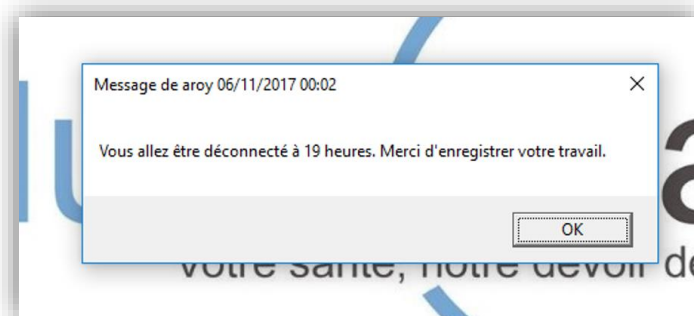 Message de aroy 06/11/2017 00:02
Vous allez être déconnecté à 19 heures. Merci d'enregistrer votre travail.
OK
votre santé, notre devoir de